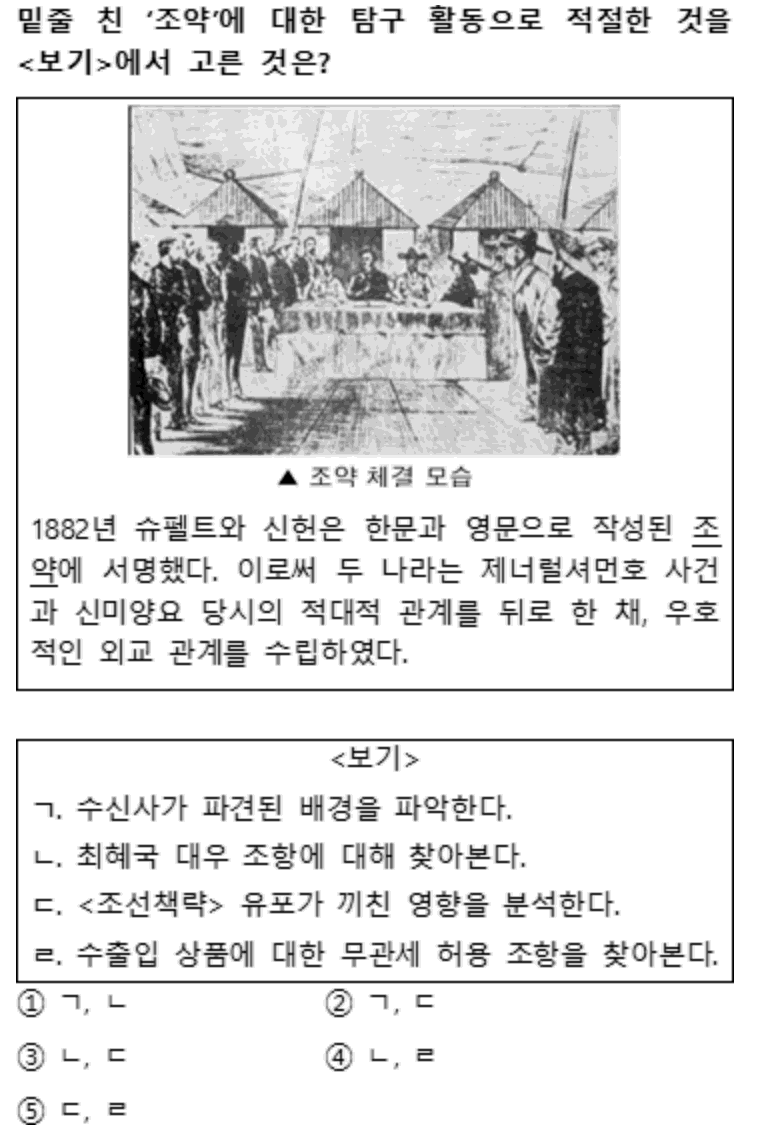 밑줄 친 ‘조약’에 대한 탐구 활동으로 적절한 것을
<보기>에서 고른 것은?
▲ 조약 체결 모습
1882년 슈펠트와 신헌은 한문과 영문으로 작성된 조
약에 서명했다. 이로써 두 나라는 제너럴셔먼호 사건
과 신미양요 당시의 적대적 관계를 뒤로 한 채, 우호
적인 외교 관계를 수립하였다.
<보기>
ㄱ. 수신사가 파견된 배경을 파악한다.
ㄴ. 최혜국 대우 조항에 대해 찾아본다.
ㄷ. <조선책략> 유포가 끼친 영향을 분석한다.
ㄹ. 수출입 상품에 대한 무관세 허용 조항을 찾아본다.
① ㄱ, ㄴ ② ㄱ, ㄷ
③ ㄴ, ㄷ ④ ㄴ, ㄹ
⑤ ㄷ, ㄹ